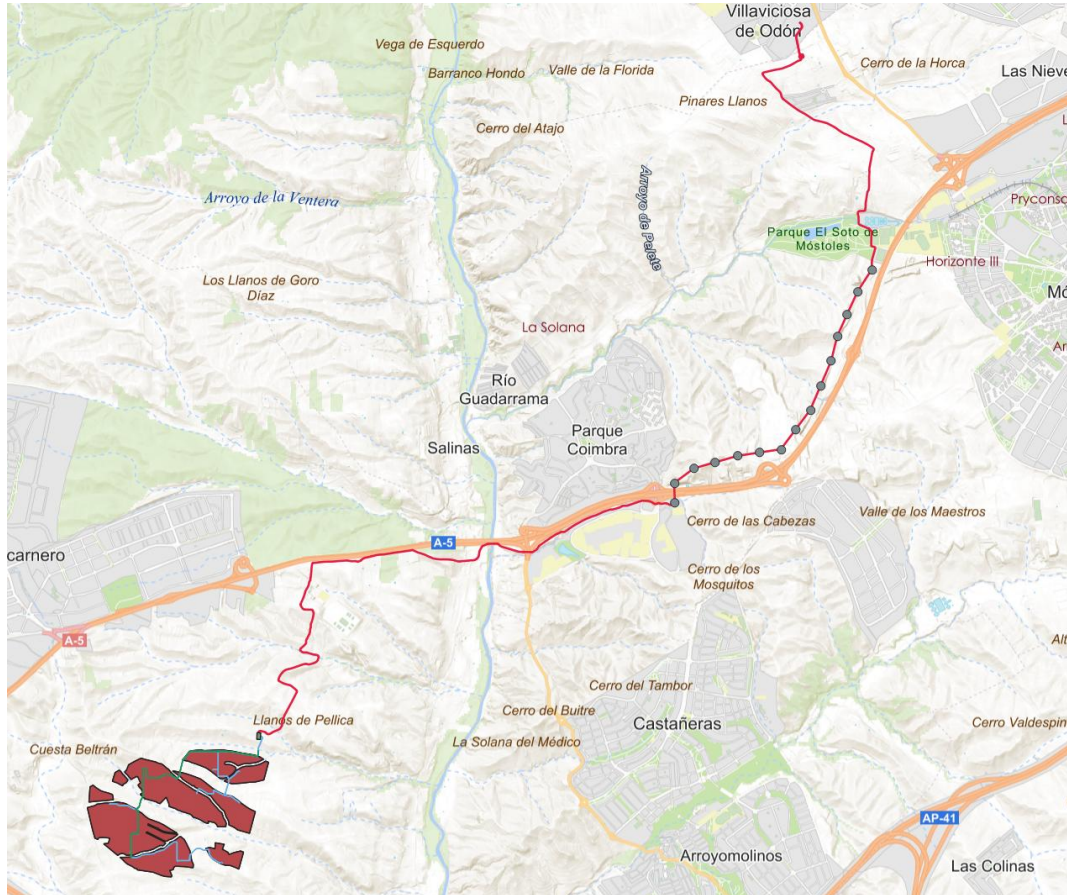 Villaviciosa
de Odón
Vega de Esquerdo
Barranco Hondo
Valle de la Florida
Cerro de la Horca
Las Nieve
Pinares Llanos
Cerro del Atajo
Arroyo de la Ventera
Arroyo de Pelete
Pryconsa
Parque El Soto de
Móstoles
Horizonte III
Los Llanos de Goro
Díaz
Mó
La Solana
Ar
Río
Guadarrama
Parque
Coimbra
Salinas
Cerro de las Cabezas
Valle de los Maestros
A-5
carnero
Cerro de los
Mosquitos
A-5
Alt
Cerro del Tambor
Cerro del Buitre
Castañeras
Llanos de Pellica
Cerro Valdespin
Cuesta Beltrán
La Solana del Médico
AP-41
Arroyomolinos
Las Colinas